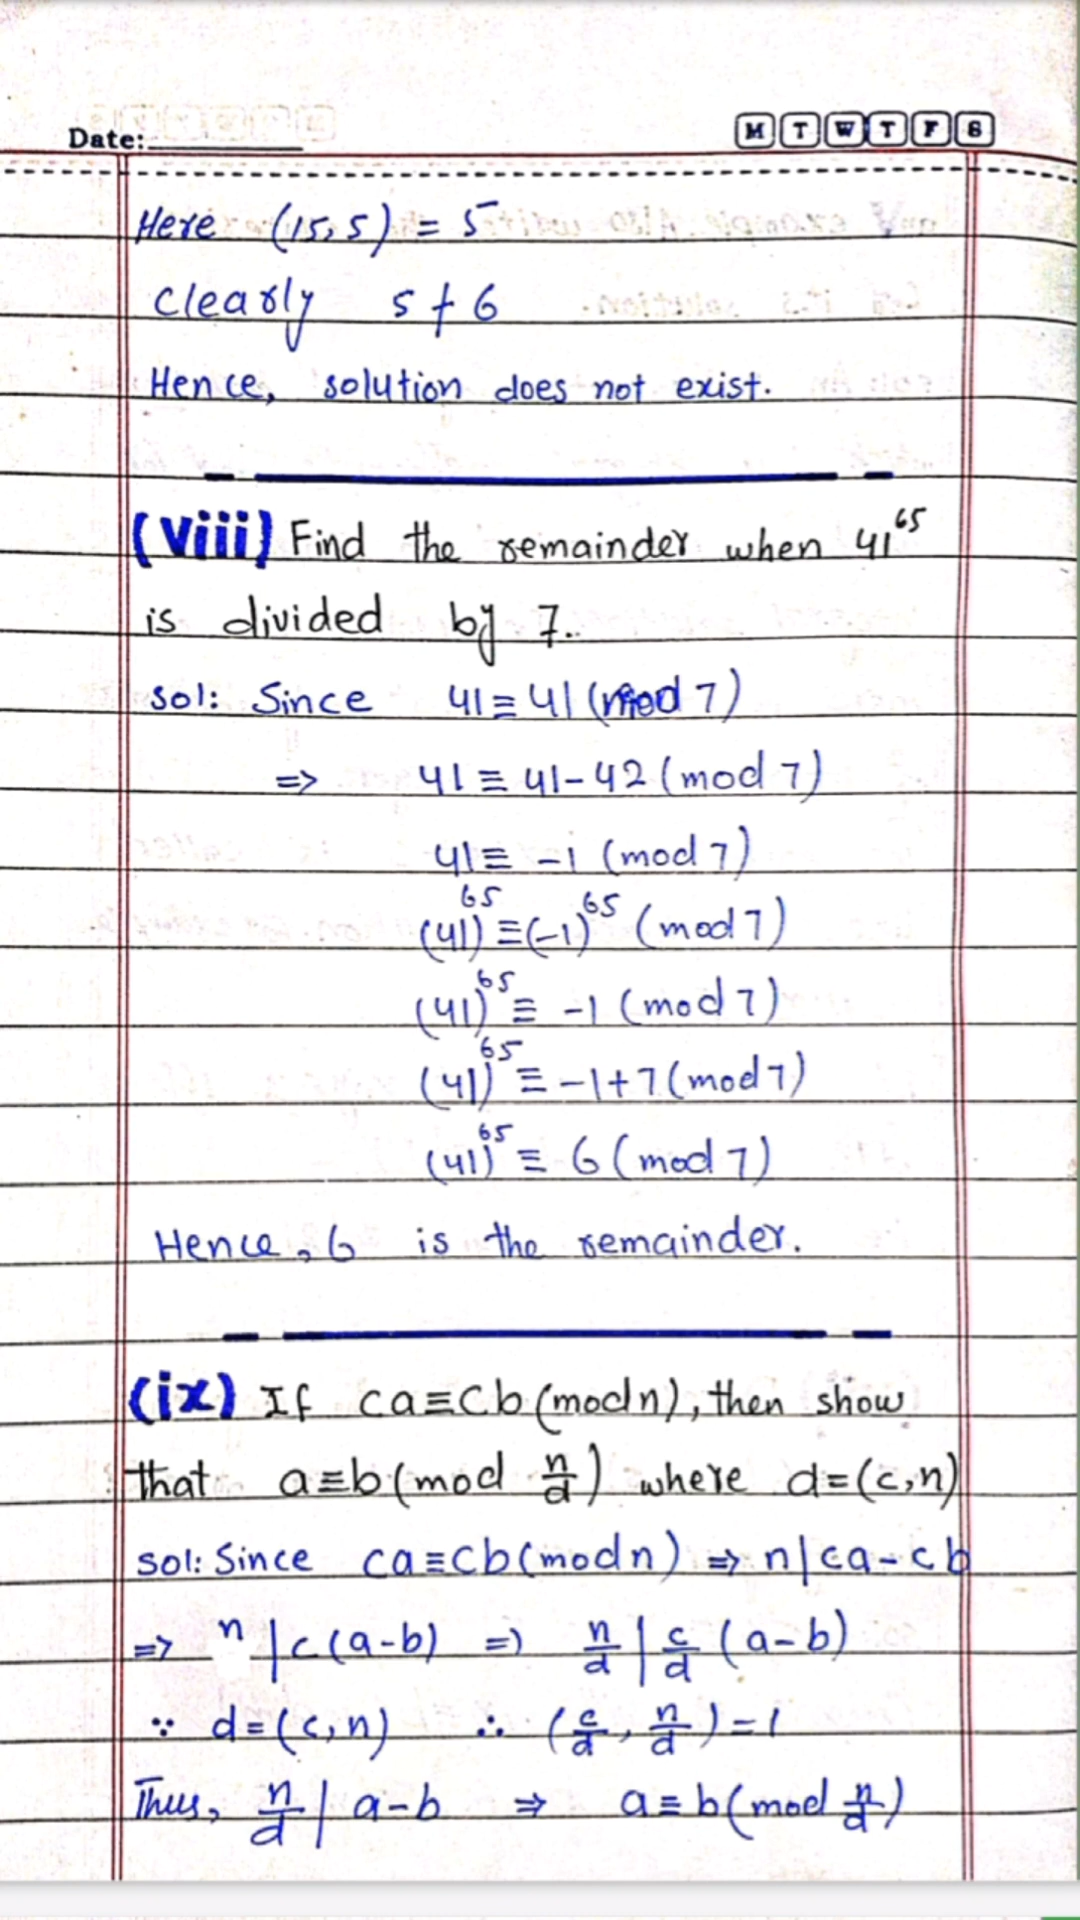 Date:
M T W T F S
Here (15,5) = 5
Clearly 5 ∤ 6
Hence, solution does not exist.
(viii) Find the remainder when 41^65
is divided by 7.
sol: Since 41 ≡ 41 (mod 7)
=> 41 ≡ 41-42 (mod 7)
41 ≡ -1 (mod 7)
(41)^65 ≡ (-1)^65 (mod 7)
(41)^65 ≡ -1 (mod 7)
(41)^65 ≡ -1+7 (mod 7)
(41)^65 ≡ 6 (mod 7)
Hence, 6 is the remainder.
(ix) If ca≡cb (mod n), then show
that a≡b (mod n/d) where d=(c,n)
sol: Since ca≡cb (mod n) => n|ca-cb
=> n|c(a-b) => n/d | c/d (a-b)
∵ d=(c,n) ∴ (c/d, n/d)=1
Thus, n/d | a-b => a≡b (mod n/d)